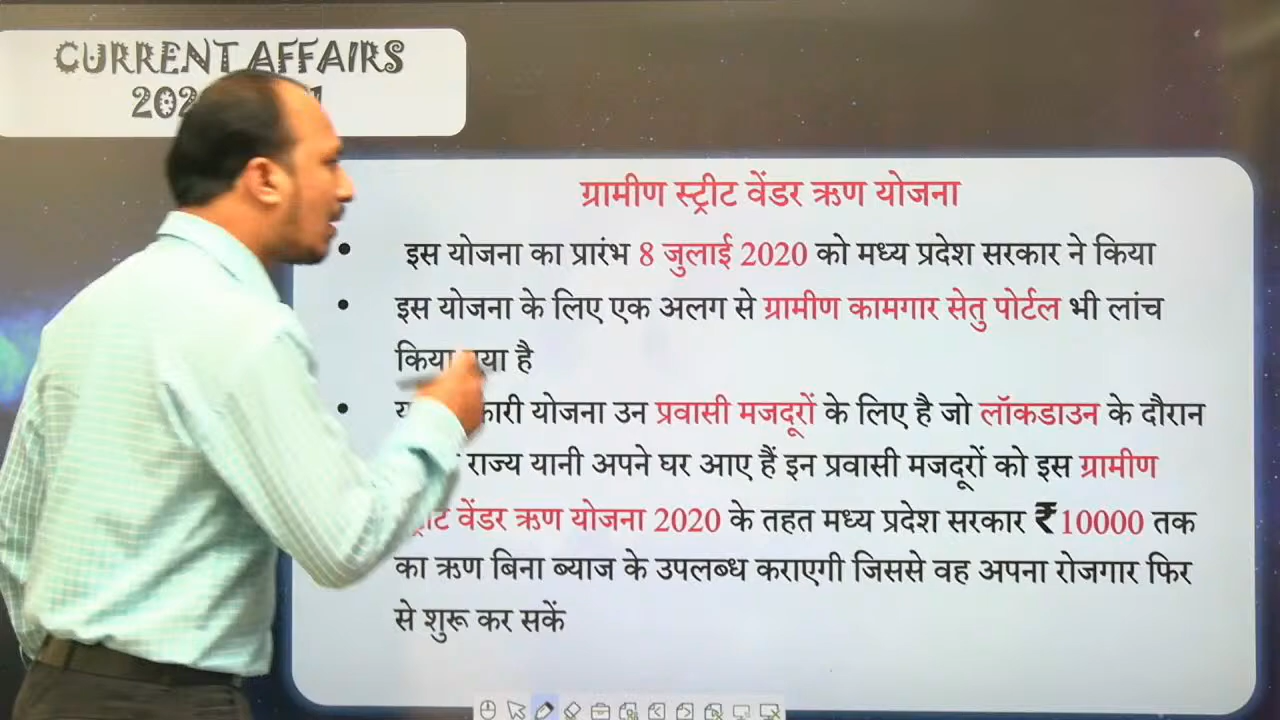 CURRENT AFFAIRS
ग्रामीण स्ट्रीट वेंडर ऋण योजना
• इस योजना का प्रारंभ 8 जुलाई 2020 को मध्य प्रदेश सरकार ने किया
• इस योजना के लिए एक अलग से ग्रामीण कामगार सेतु पोर्टल भी लांच
किया गया है
• योजना उन प्रवासी मजदूरों के लिए है जो लॉकडाउन के दौरान
राज्य यानी अपने घर आए हैं इन प्रवासी मजदूरों को इस ग्रामीण
वेंडर ऋण योजना 2020 के तहत मध्य प्रदेश सरकार ₹10000 तक
का ऋण बिना ब्याज के उपलब्ध कराएगी जिससे वह अपना रोजगार फिर
से शुरू कर सकें